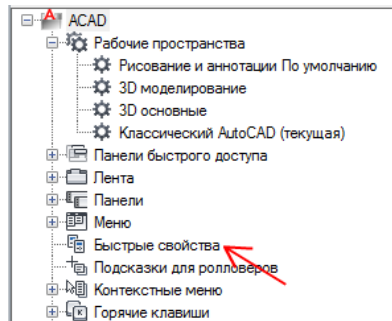 ACAD
Рабочие пространства
Рисование и аннотации По умолчанию
3D моделирование
3D основные
Классический AutoCAD (текущая)
Панели быстрого доступа
Лента
Панели
Меню
Быстрые свойства
Подсказки для ролловеров
Контекстные меню
Горячие клавиши